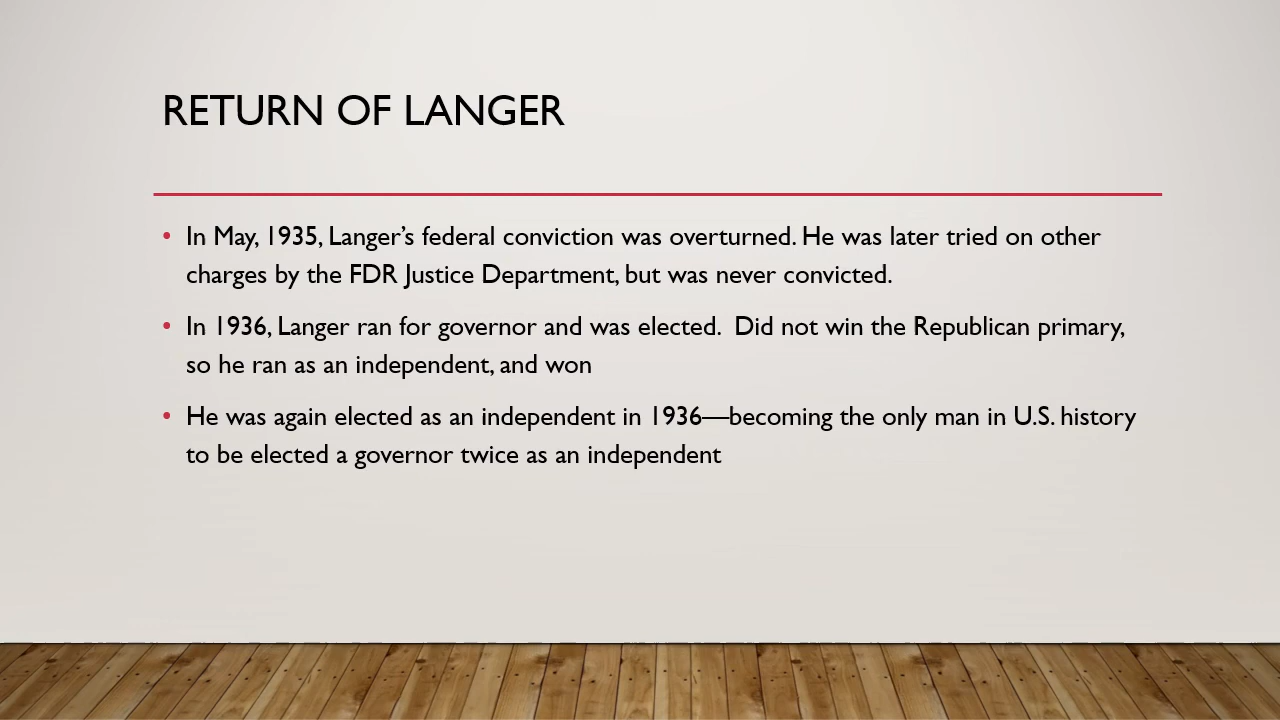 RETURN OF LANGER
• In May, 1935, Langer’s federal conviction was overturned. He was later tried on other
charges by the FDR Justice Department, but was never convicted.
• In 1936, Langer ran for governor and was elected.  Did not win the Republican primary,
so he ran as an independent, and won
• He was again elected as an independent in 1936—becoming the only man in U.S. history
to be elected a governor twice as an independent